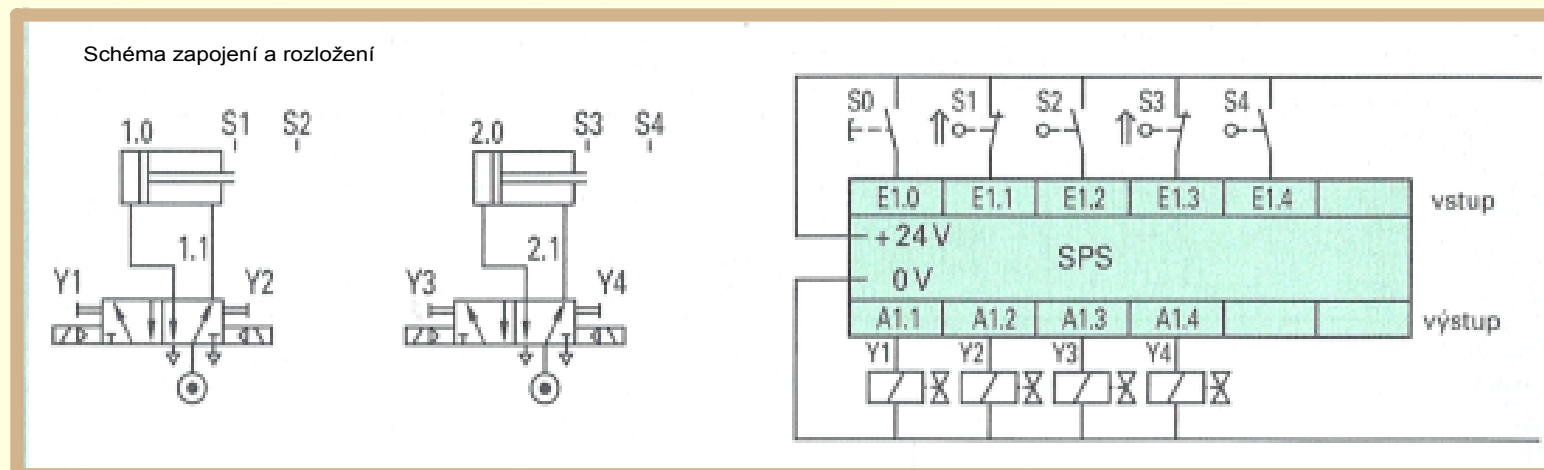 Schéma zapojení a rozložení
1.0 S1 S2
1.1
Y1 Y2
2.0 S3 S4
2.1
Y3 Y4
S0 S1 S2 S3 S4
E1.0 E1.1 E1.2 E1.3 E1.4 vstup
+24 V
SPS
0 V
A1.1 A1.2 A1.3 A1.4 výstup
Y1 Y2 Y3 Y4